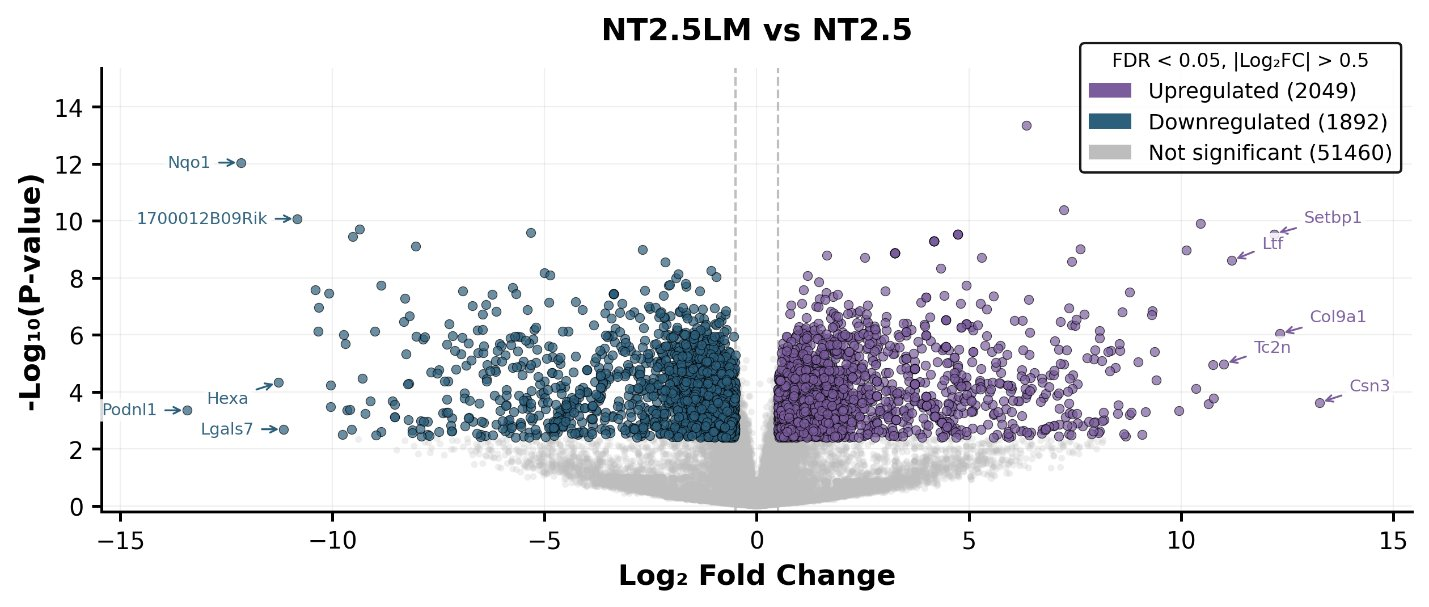 NT2.5LM vs NT2.5
FDR < 0.05, |Log₂FC| > 0.5
Upregulated (2049)
Downregulated (1892)
Not significant (51460)
-Log₁₀(P-value)
14
12
10
8
6
4
2
0
Nqo1
1700012B09Rik
Hexa
Podnl1
Lgals7
Setbp1
Ltf
Col9a1
Tc2n
Csn3
−15
−10
−5
0
5
10
15
Log₂ Fold Change